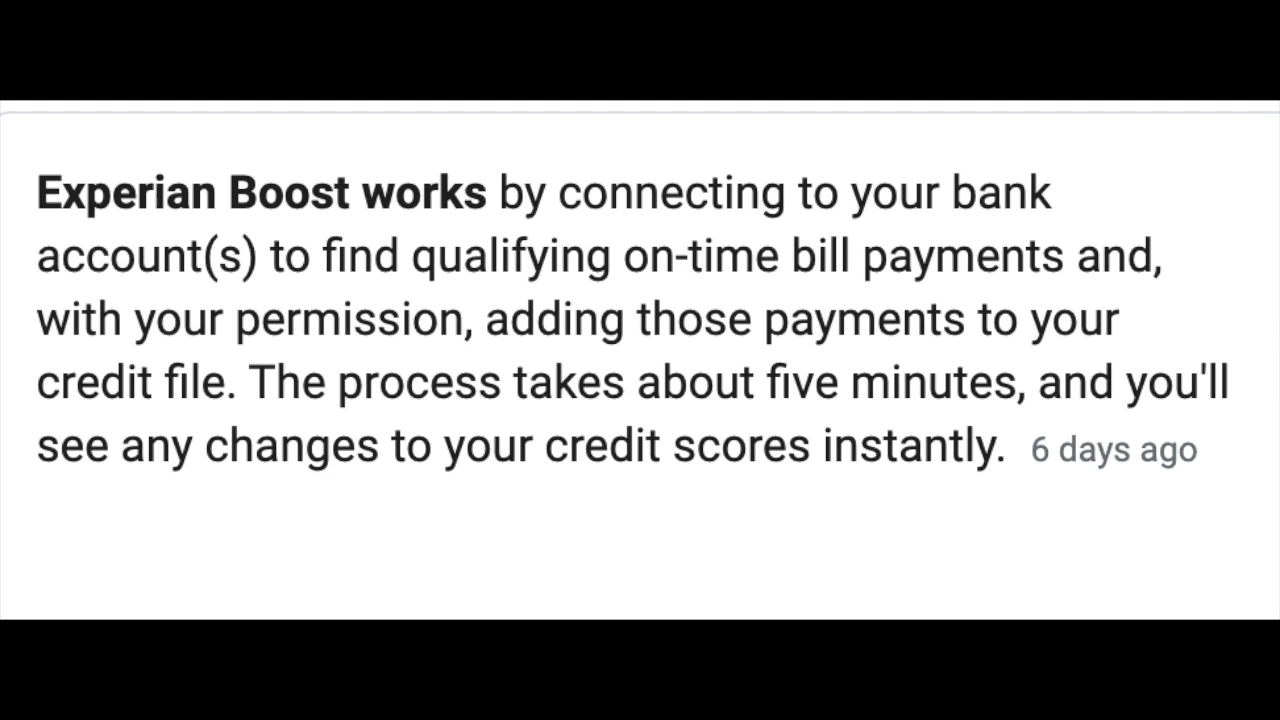 Experian Boost works by connecting to your bank
account(s) to find qualifying on-time bill payments and,
with your permission, adding those payments to your
credit file. The process takes about five minutes, and you'll
see any changes to your credit scores instantly. 6 days ago